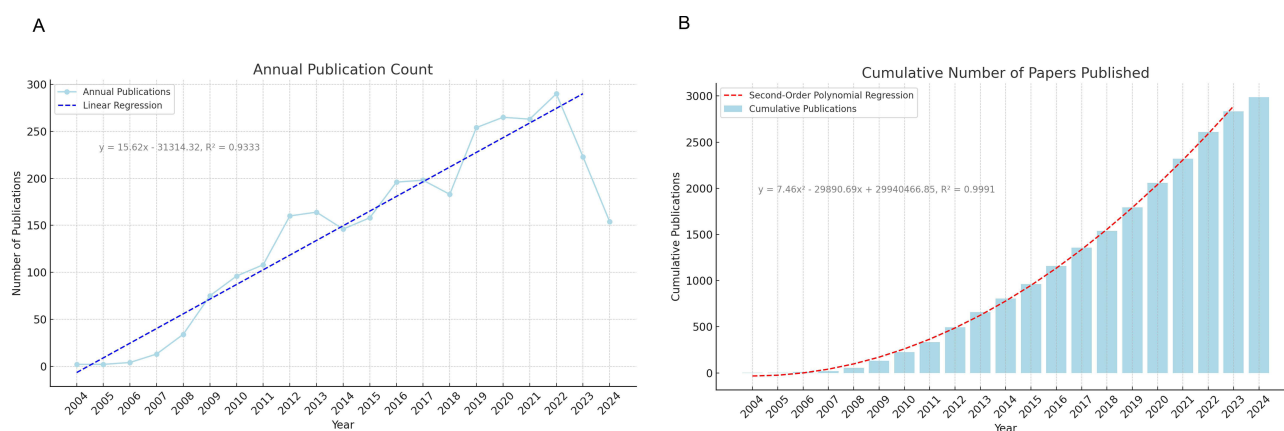 A
Annual Publication Count
Annual Publications
Linear Regression
y = 15.62x - 31314.32, R² = 0.9333
Number of Publications
300
250
200
150
100
50
0
2004 2005 2006 2007 2008 2009 2010 2011 2012 2013 2014 2015 2016 2017 2018 2019 2020 2021 2022 2023 2024
Year
B
Cumulative Number of Papers Published
Second-Order Polynomial Regression
Cumulative Publications
y = 7.46x² - 29890.69x + 29940466.85, R² = 0.9991
Cumulative Publications
3000
2500
2000
1500
1000
500
0
2004 2005 2006 2007 2008 2009 2010 2011 2012 2013 2014 2015 2016 2017 2018 2019 2020 2021 2022 2023 2024
Year